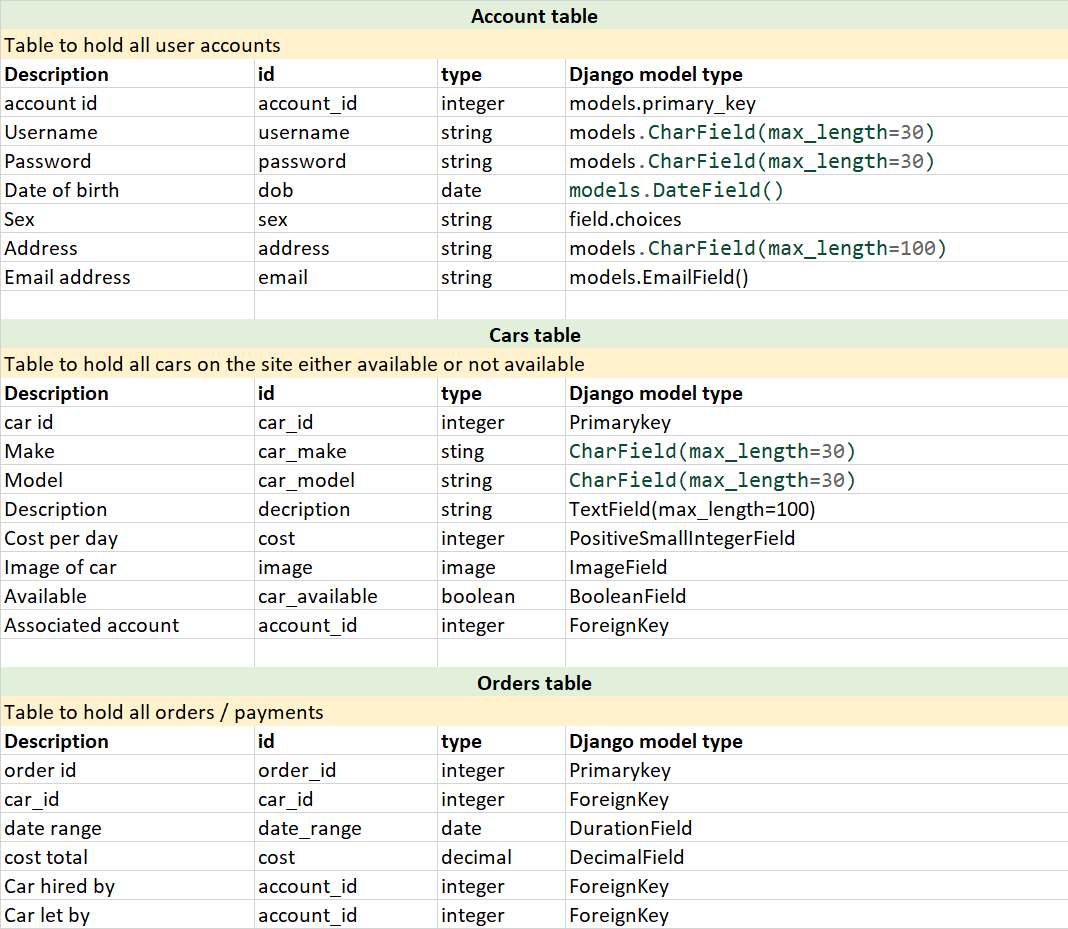 Account table
Table to hold all user accounts
Description id type Django model type
account id account_id integer models.primary_key
Username username string models.CharField(max_length=30)
Password password string models.CharField(max_length=30)
Date of birth dob date models.DateField()
Sex sex string field.choices
Address address string models.CharField(max_length=100)
Email address email string models.EmailField()
Cars table
Table to hold all cars on the site either available or not available
Description id type Django model type
car id car_id integer Primarykey
Make car_make sting CharField(max_length=30)
Model car_model string CharField(max_length=30)
Description decription string TextField(max_length=100)
Cost per day cost integer PositiveSmallIntegerField
Image of car image image ImageField
Available car_available boolean BooleanField
Associated account account_id integer ForeignKey
Orders table
Table to hold all orders / payments
Description id type Django model type
order id order_id integer Primarykey
car_id car_id integer ForeignKey
date range date_range date DurationField
cost total cost decimal DecimalField
Car hired by account_id integer ForeignKey
Car let by account_id integer ForeignKey